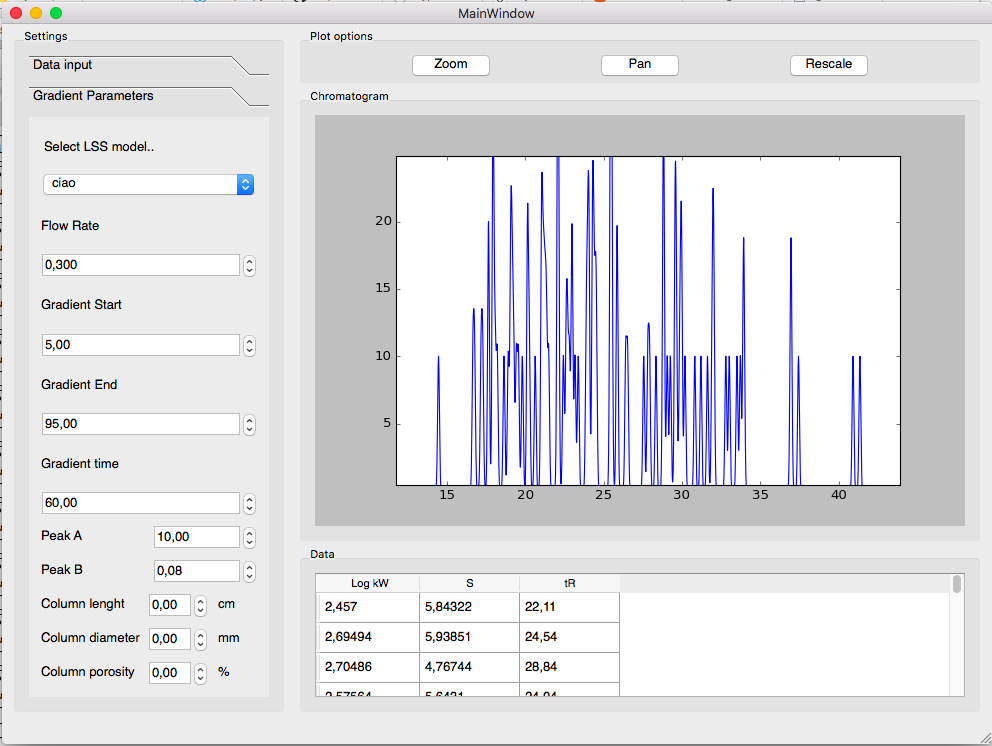 MainWindow
Settings
Data input
Gradient Parameters
Select LSS model..
ciao
Flow Rate
0,300
Gradient Start
5,00
Gradient End
95,00
Gradient time
60,00
Peak A 10,00
Peak B 0,08
Column lenght 0,00 cm
Column diameter 0,00 mm
Column porosity 0,00 %
Plot options
Zoom Pan Rescale
Chromatogram
20
15
10
5
15 20 25 30 35 40
Data
Log kW S tR
2,457 5,84322 22,11
2,69494 5,93851 24,54
2,70486 4,76744 28,84